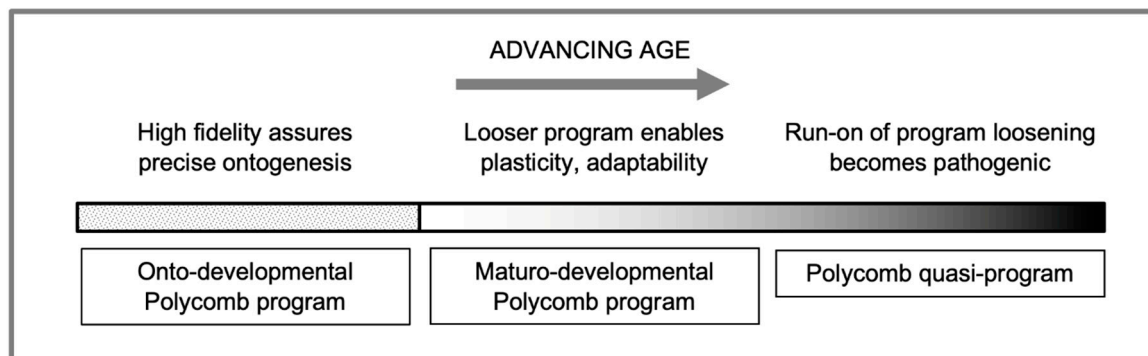 ADVANCING AGE
High fidelity assures
precise ontogenesis
Looser program enables
plasticity, adaptability
Run-on of program loosening
becomes pathogenic
Onto-developmental
Polycomb program
Maturo-developmental
Polycomb program
Polycomb quasi-program